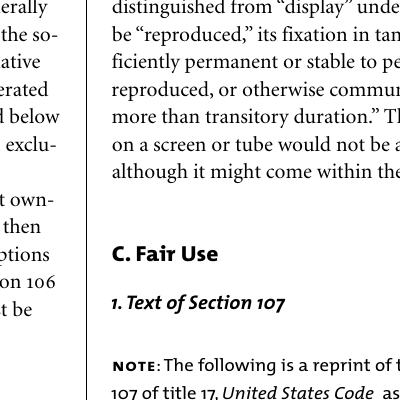 erally
the so-
ative
erated
below
exclu-
t own-
then
ptions
on 106
t be
distinguished from “display” unde
be “reproduced,” its fixation in tan
ficiently permanent or stable to pe
reproduced, or otherwise commun
more than transitory duration.” Th
on a screen or tube would not be a
although it might come within the
C. Fair Use
1. Text of Section 107
NOTE: The following is a reprint of t
107 of title 17, United States Code as